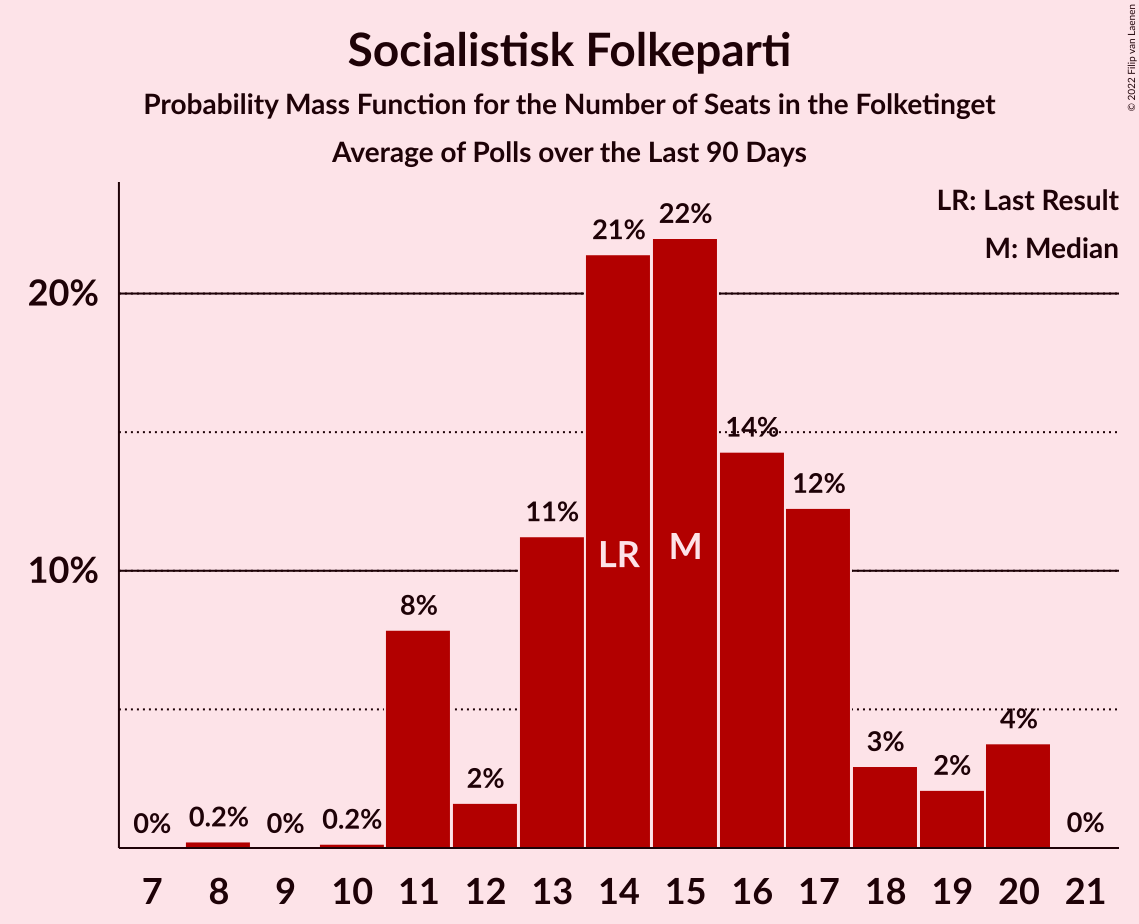 Socialistisk Folkeparti
Probability Mass Function for the Number of Seats in the Folketinget
Average of Polls over the Last 90 Days
© 2022 Filip van Laenen
LR: Last Result
M: Median
20%
10%
0%
0.2%
0%
0.2%
8%
2%
11%
21%
22%
14%
12%
3%
2%
4%
0%
LR
M
7 8 9 10 11 12 13 14 15 16 17 18 19 20 21